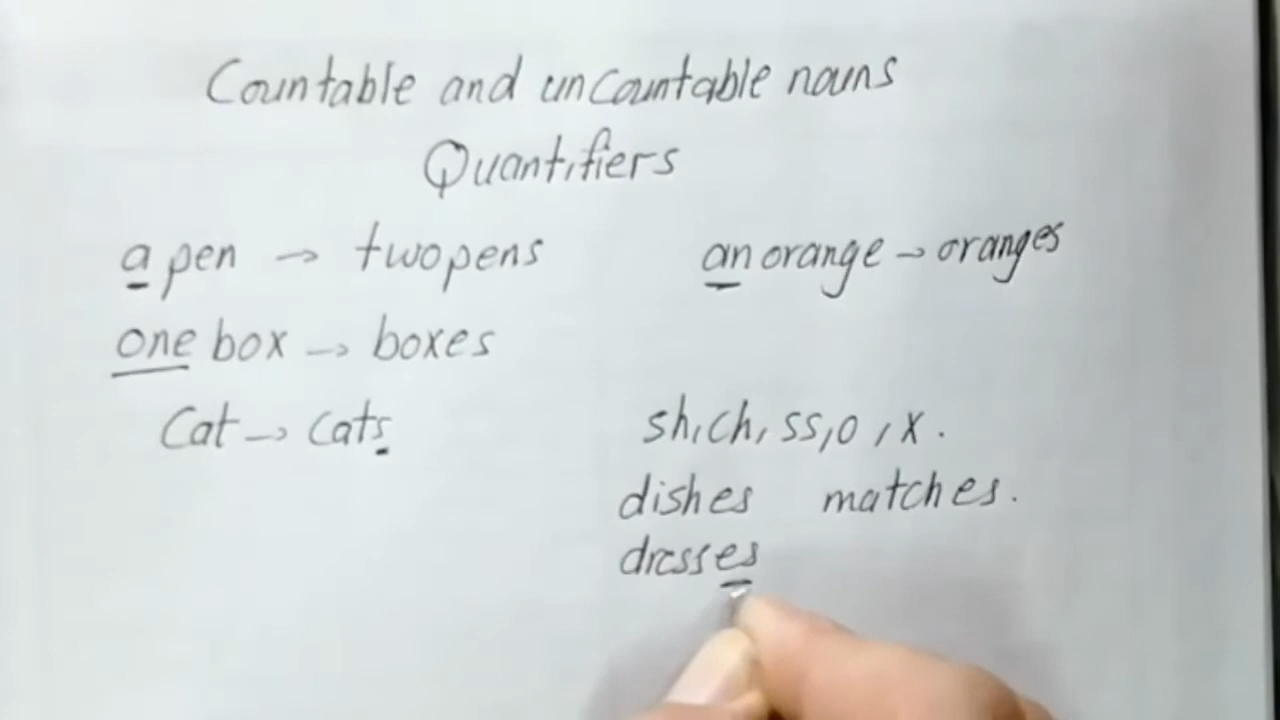 Countable and uncountable nouns
Quantifiers
a pen → two pens
an orange → oranges
one box → boxes
Cat → cats
sh, ch, ss, o, x.
dishes matches.
dresses